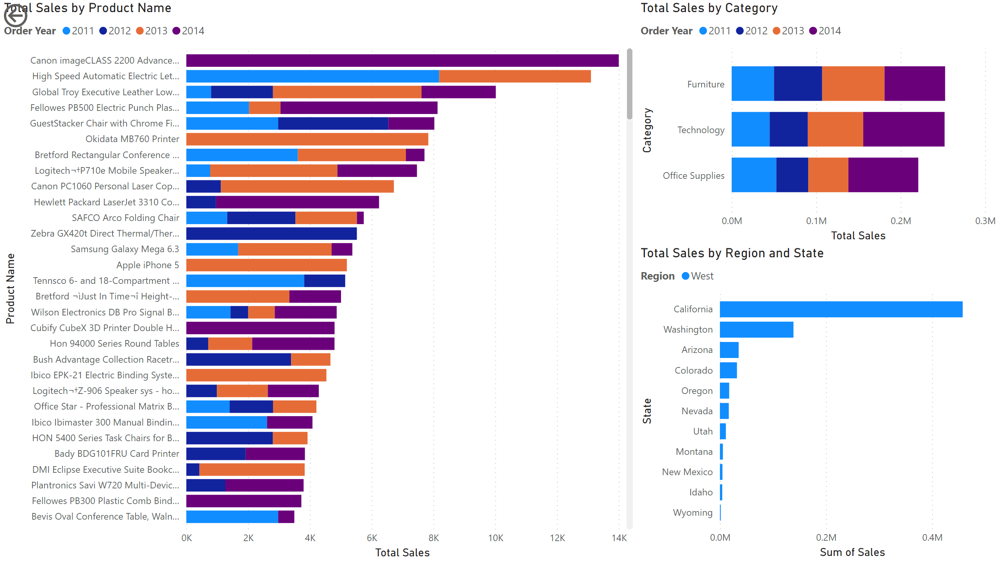 Total Sales by Product Name
Order Year 2011 2012 2013 2014
Product Name
Canon imageCLASS 2200 Advance...
High Speed Automatic Electric Let...
Global Troy Executive Leather Low...
Fellowes PB500 Electric Punch Plas...
GuestStacker Chair with Chrome Fi...
Okidata MB760 Printer
Bretford Rectangular Conference ...
Logitech¬†P710e Mobile Speaker...
Canon PC1060 Personal Laser Cop...
Hewlett Packard LaserJet 3310 Co...
SAFCO Arco Folding Chair
Zebra GX420t Direct Thermal/Ther...
Samsung Galaxy Mega 6.3
Apple iPhone 5
Tennsco 6- and 18-Compartment ...
Bretford ¬ìJust In Time¬î Height-...
Wilson Electronics DB Pro Signal B...
Cubify CubeX 3D Printer Double H...
Hon 94000 Series Round Tables
Bush Advantage Collection Racetr...
Ibico EPK-21 Electric Binding Syste...
Logitech¬†Z-906 Speaker sys - ho...
Office Star - Professional Matrix B...
Ibico Ibimaster 300 Manual Bindin...
HON 5400 Series Task Chairs for B...
Bady BDG101FRU Card Printer
DMI Eclipse Executive Suite Bookc...
Plantronics Savi W720 Multi-Devic...
Fellowes PB300 Plastic Comb Bind...
Bevis Oval Conference Table, Waln...
0K 2K 4K 6K 8K 10K 12K 14K
Total Sales
Total Sales by Category
Order Year 2011 2012 2013 2014
Category
Furniture
Technology
Office Supplies
0.0M 0.1M 0.2M 0.3M
Total Sales
Total Sales by Region and State
Region West
State
California
Washington
Arizona
Colorado
Oregon
Nevada
Utah
Montana
New Mexico
Idaho
Wyoming
0.0M 0.2M 0.4M
Sum of Sales